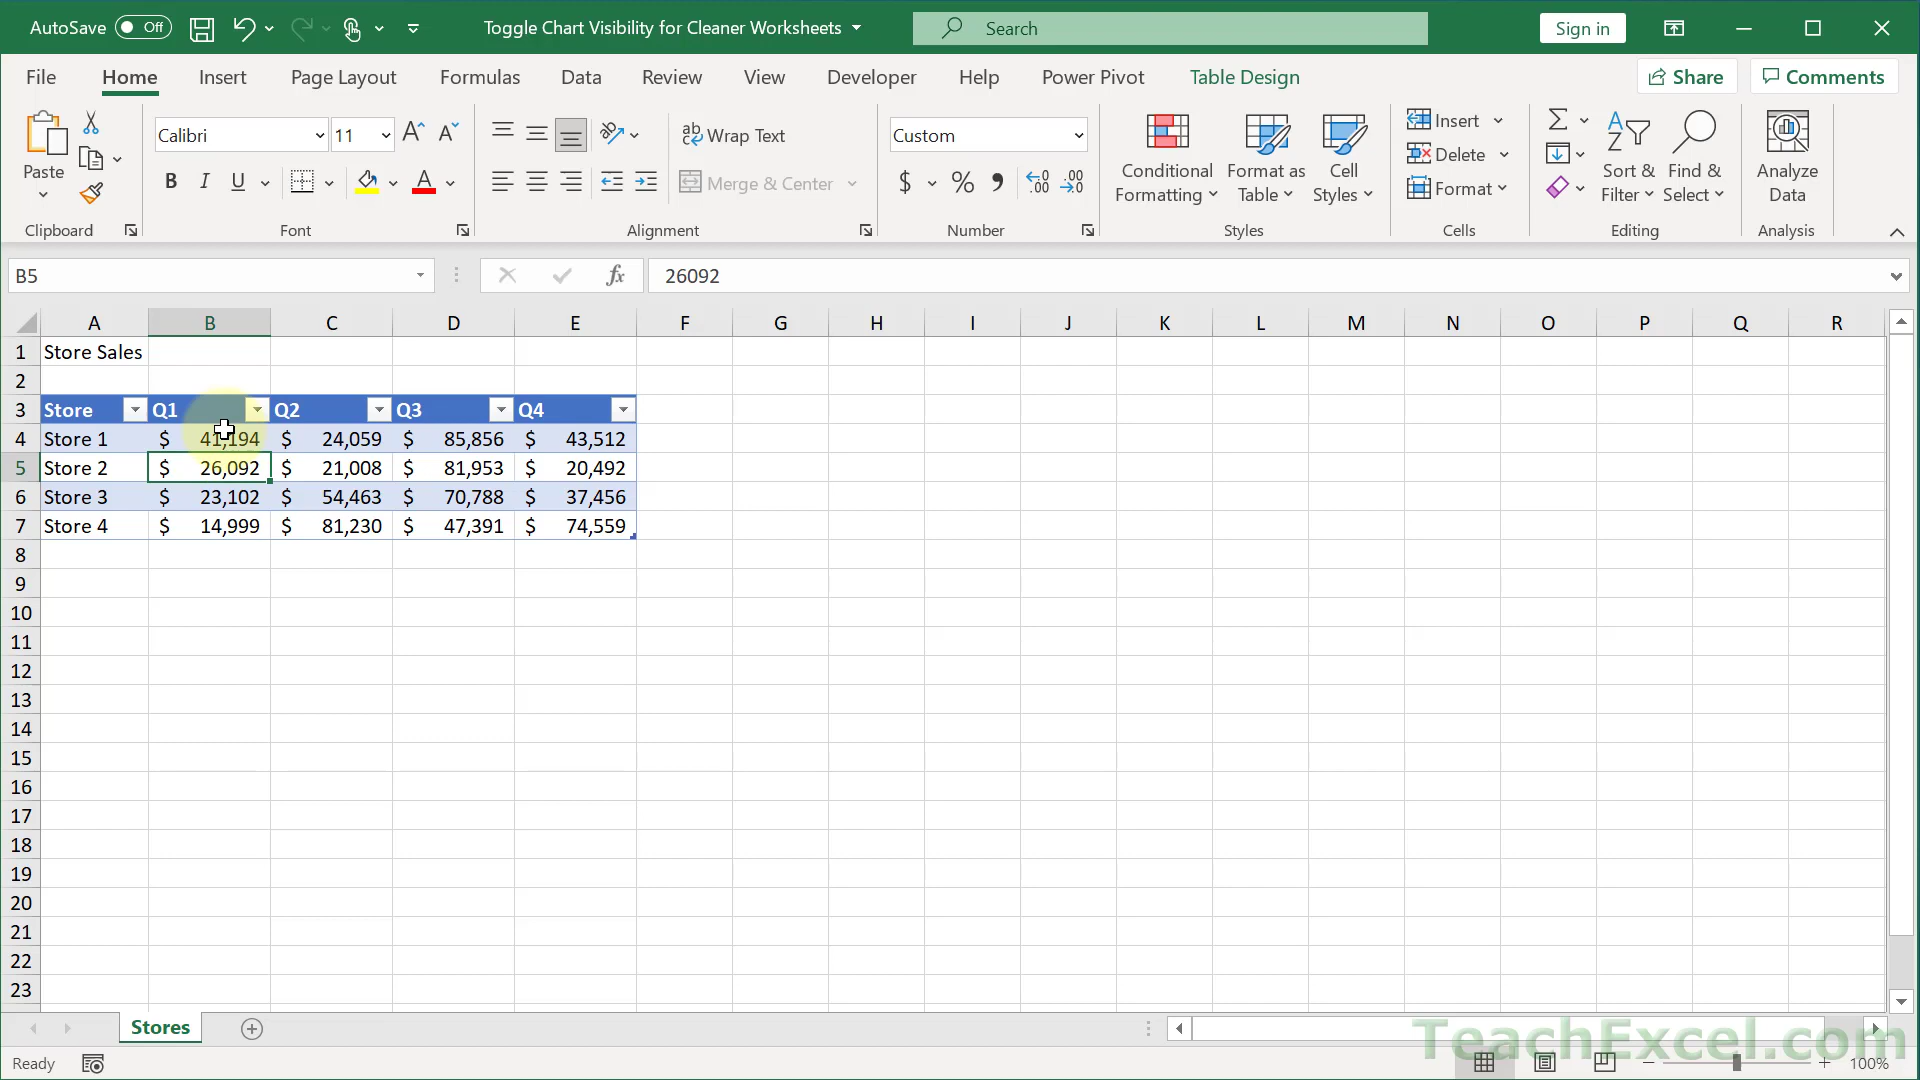 AutoSave Off Toggle Chart Visibility for Cleaner Worksheets Search Sign in
File Home Insert Page Layout Formulas Data Review View Developer Help Power Pivot Table Design Share Comments
Calibri 11 Wrap Text Custom Insert
Paste Merge & Center $ % Conditional Formatting Format as Table Cell Styles Delete Format Sort & Filter Find & Select Analyze Data
B I U
Clipboard Font Alignment Number Styles Cells Editing Analysis
B5 fx 26092
A B C D E F G H I J K L M N O P Q R
1 Store Sales
2
3 Store Q1 Q2 Q3 Q4
4 Store 1 $ 41,194 $ 24,059 $ 85,856 $ 43,512
5 Store 2 $ 26,092 $ 21,008 $ 81,953 $ 20,492
6 Store 3 $ 23,102 $ 54,463 $ 70,788 $ 37,456
7 Store 4 $ 14,999 $ 81,230 $ 47,391 $ 74,559
8
9
10
11
12
13
14
15
16
17
18
19
20
21
22
23
Stores
TeachExcel.com
Ready 100%